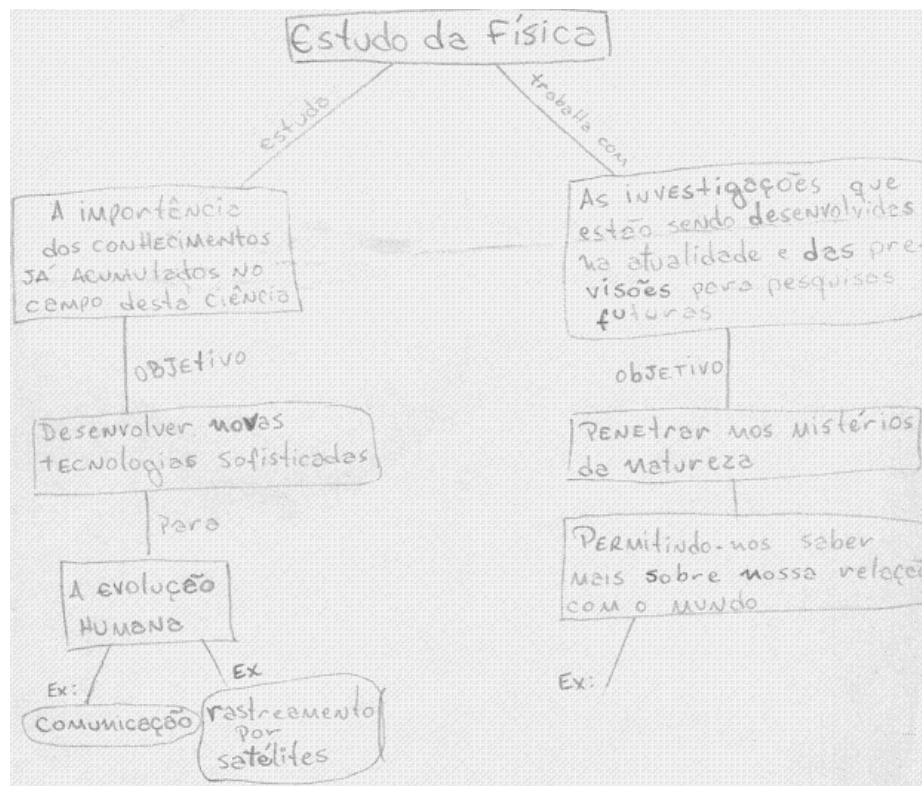 Estudo da Física
estudo
trabalha com
A importância
dos conhecimentos
já acumulados no
campo desta ciência
As investigações que
estão sendo desenvolvidas
na atualidade e das pre-
visões para pesquisas
futuras
objetivo
objetivo
Desenvolver novas
tecnologias sofisticadas
Penetrar nos mistérios
da natureza
Para
A evolução
humana
Permitindo-nos saber
mais sobre nossa relação
com o mundo
Ex:
Ex
Ex:
Comunicação
rastreamento
por
satélites